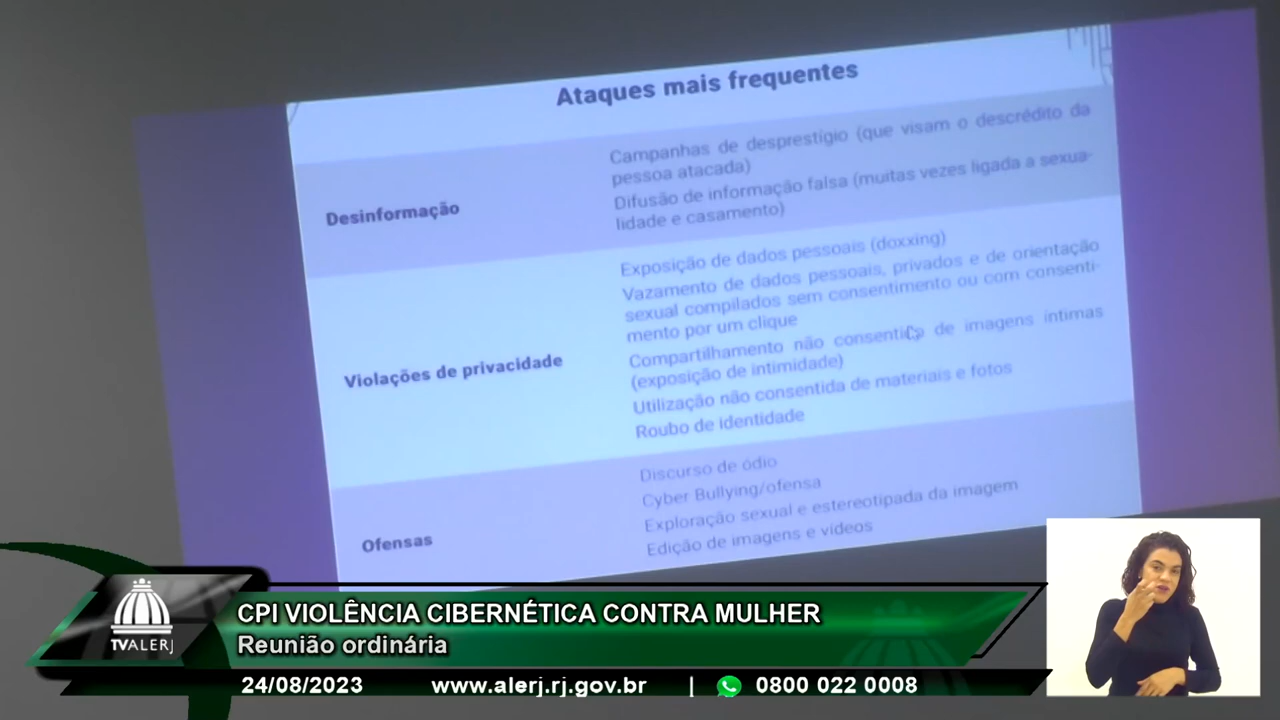 Ataques mais frequentes
Desinformação
Campanhas de desprestígio (que visam o descrédito da
pessoa atacada)
Difusão de informação falsa (muitas vezes ligada a sexua-
lidade e casamento)
Violações de privacidade
Exposição de dados pessoais (doxxing)
Vazamento de dados pessoais, privados e de orientação
sexual compilados sem consentimento ou com consenti-
mento por um clique
Compartilhamento não de imagens íntimas
(exposição de intimidade)
Utilização não consentida de materiais e fotos
Roubo de identidade
Ofensas
Discurso de ódio
Cyber Bullying/ofensa
Exploração sexual e estereotipada da imagem
Edição de imagens e vídeos
TVALERJ
CPI VIOLÊNCIA CIBERNÉTICA CONTRA MULHER
Reunião ordinária
24/08/2023 www.alerj.rj.gov.br | 0800 022 0008